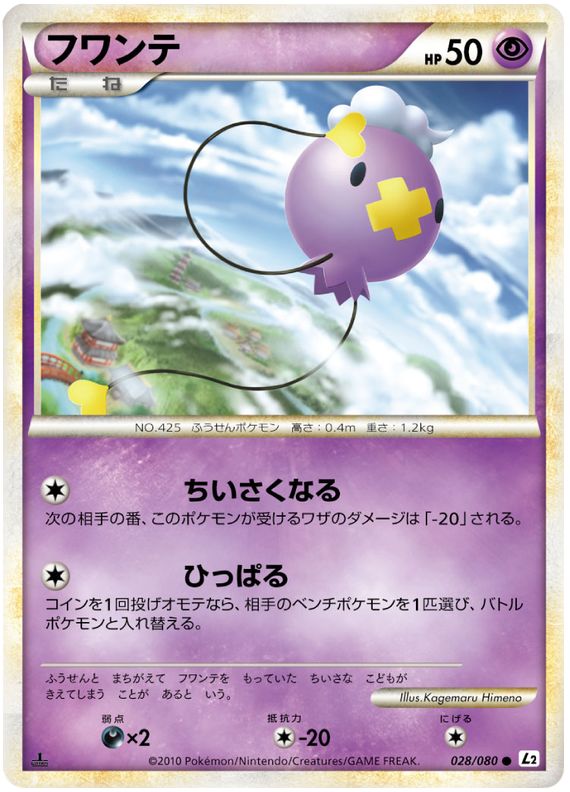 フワンテ
HP 50
たね
NO.425 ふうせんポケモン 高さ:0.4m 重さ:1.2kg
ちいさくなる
次の相手の番、このポケモンが受けるワザのダメージは「-20」される。
ひっぱる
コインを1回投げオモテなら、相手のベンチポケモンを1匹選び、バトル
ポケモンと入れ替える。
ふうせんと まちがえて フワンテを もっていた ちいさな こどもが
きえてしまう ことが あると いう。
Illus.Kagemaru Himeno
弱点 抵抗力 にげる
×2 -20
©2010 Pokémon/Nintendo/Creatures/GAME FREAK.
028/080 ● L2